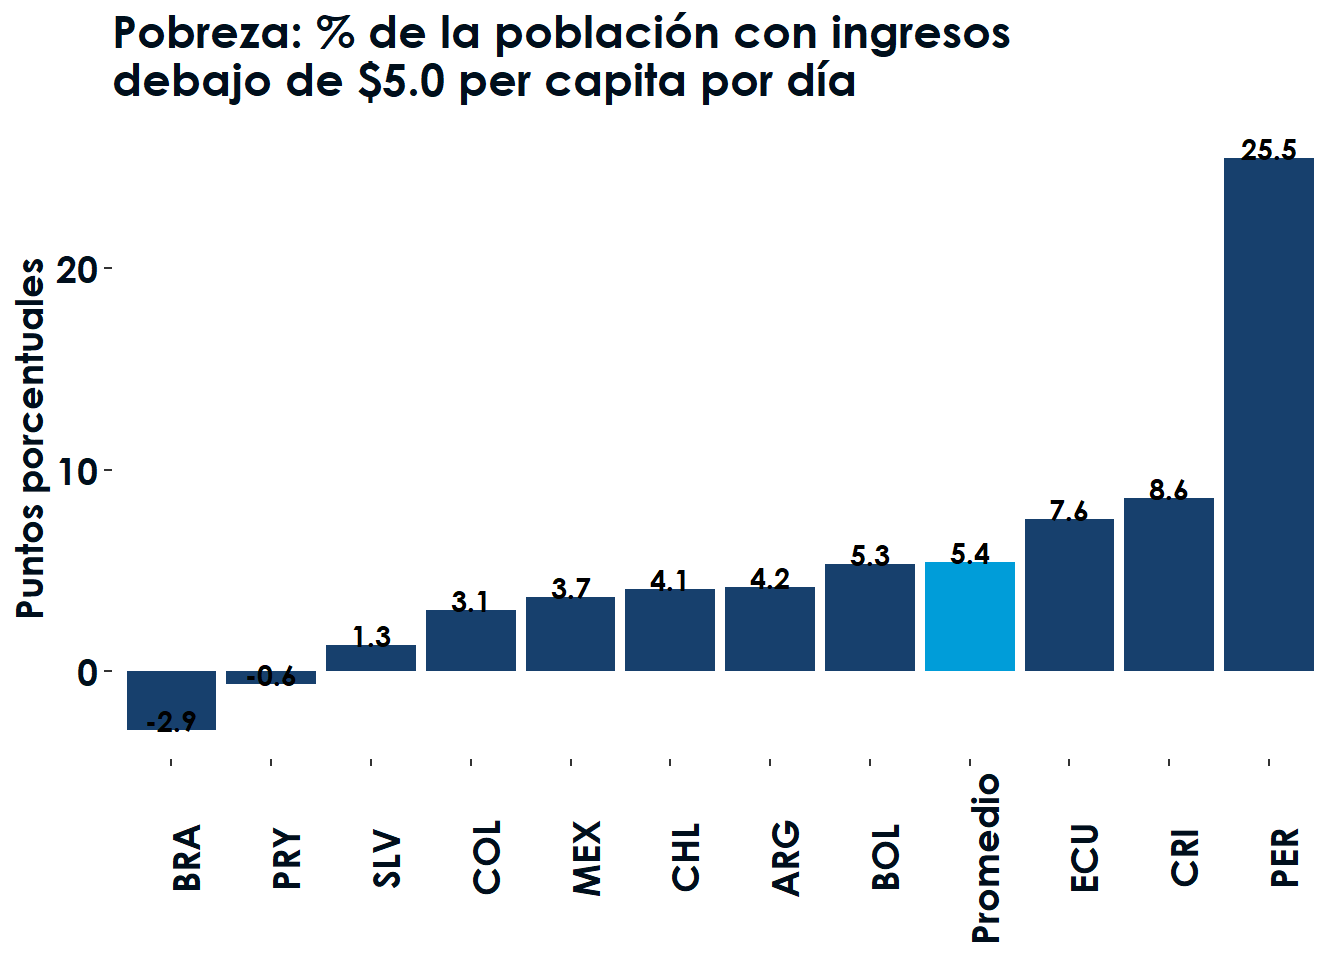 Pobreza: % de la población con ingresos
debajo de $5.0 per capita por día
Puntos porcentuales
20
10
0
-2.9
-0.6
1.3
3.1
3.7
4.1
4.2
5.3
5.4
7.6
8.6
25.5
BRA
PRY
SLV
COL
MEX
CHL
ARG
BOL
Promedio
ECU
CRI
PER